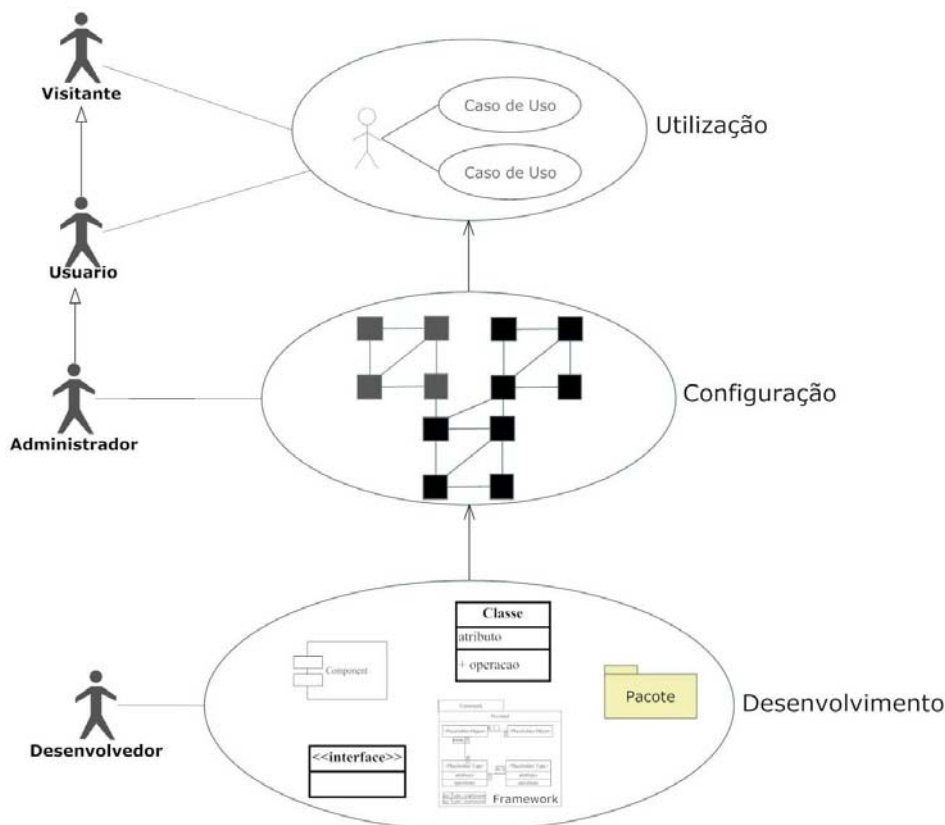 Visitante
Caso de Uso
Caso de Uso
Utilização
Usuario
Configuração
Administrador
Classe
atributo
+ operacao
Component
Pacote
Desenvolvimento
Desenvolvedor
<<interface>>
Framework